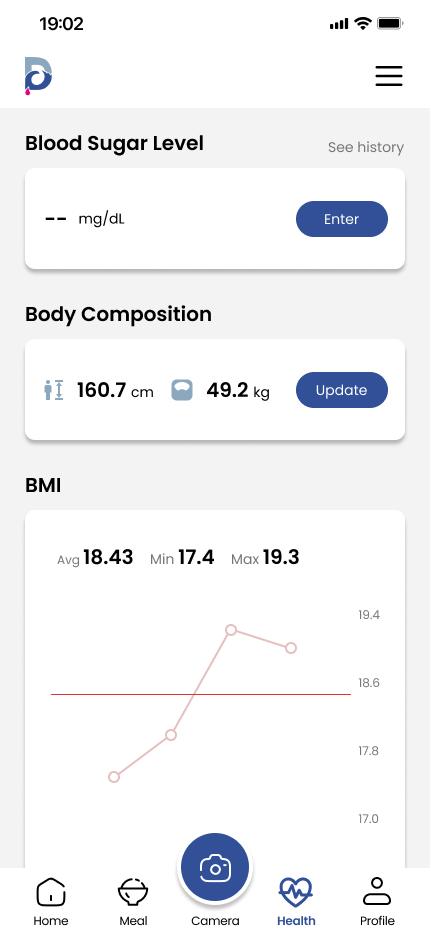 19:02
Blood Sugar Level
See history
-- mg/dL
Enter
Body Composition
160.7 cm
49.2 kg
Update
BMI
Avg 18.43 Min 17.4 Max 19.3
19.4
18.6
17.8
17.0
Home
Meal
Camera
Health
Profile